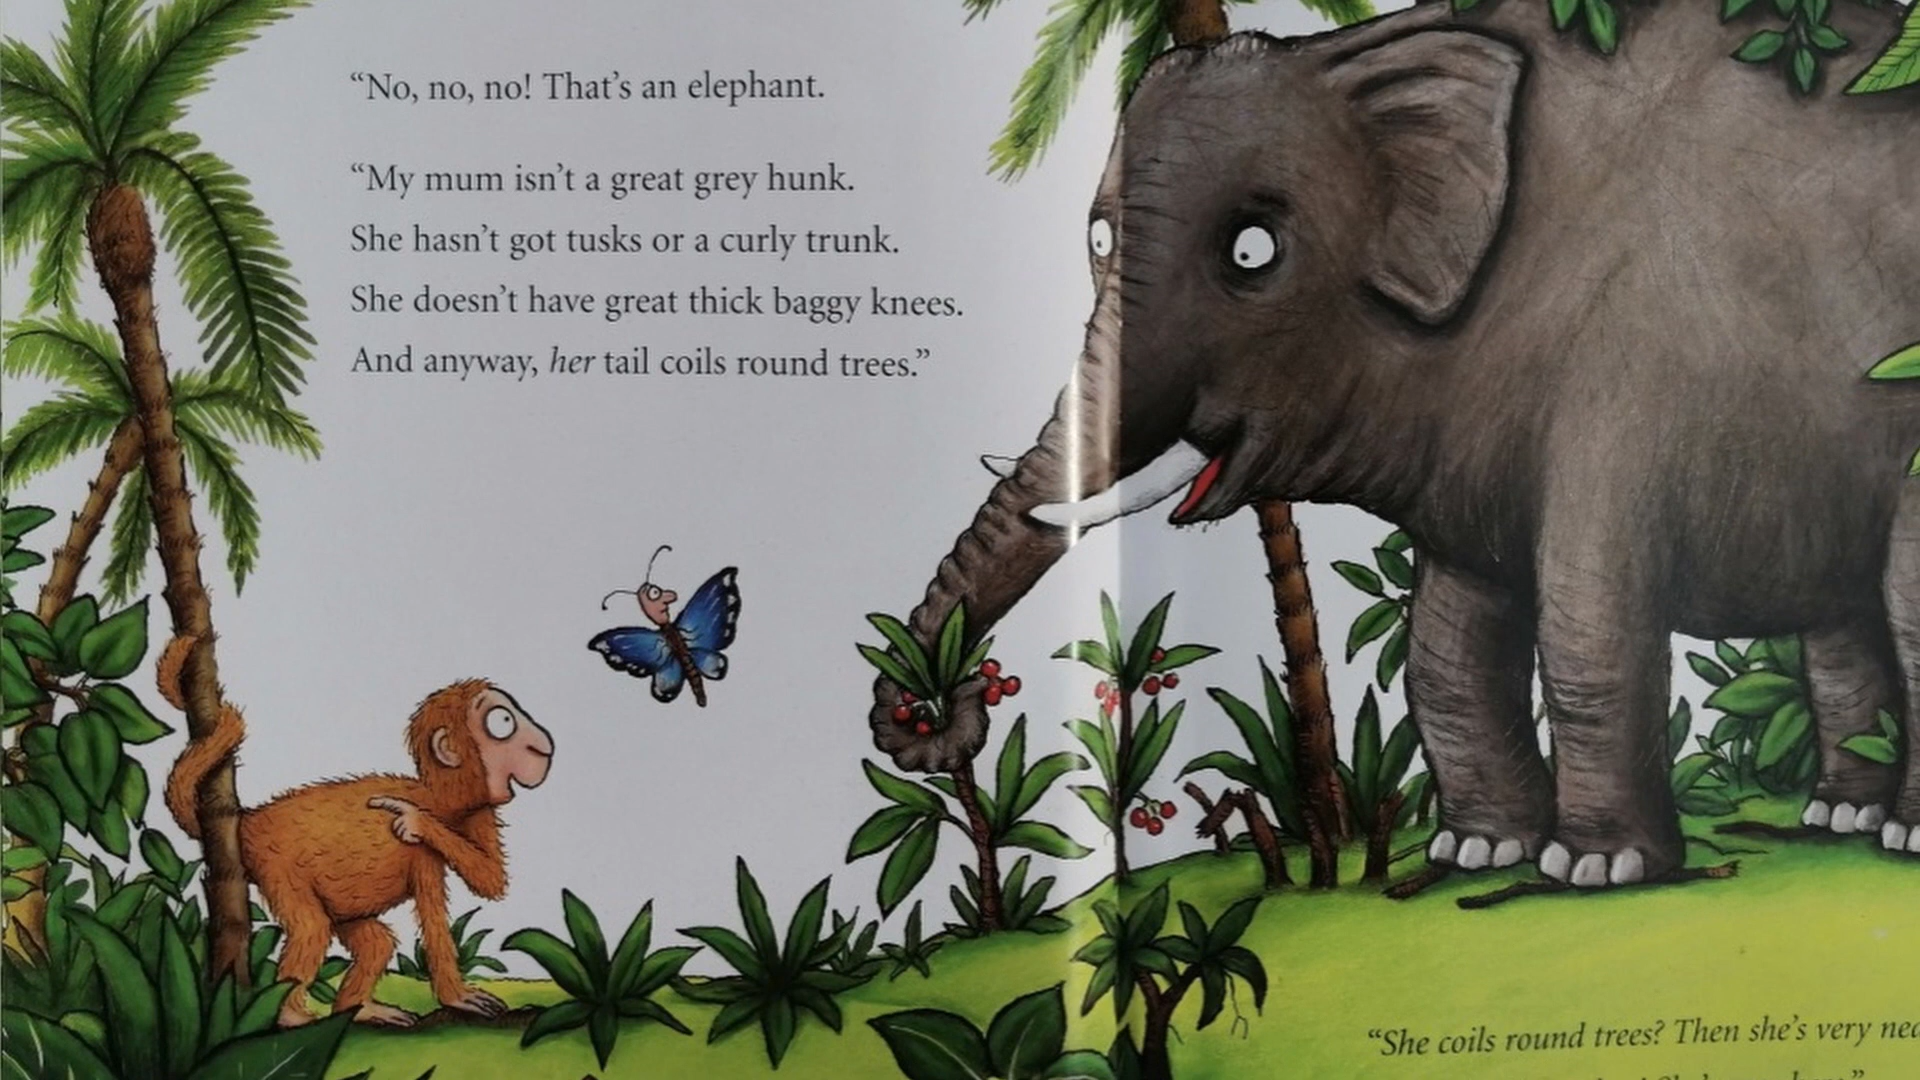 “No, no, no! That’s an elephant.
“My mum isn’t a great grey hunk.
She hasn’t got tusks or a curly trunk.
She doesn’t have great thick baggy knees.
And anyway, her tail coils round trees.”
“She coils round trees? Then she’s very